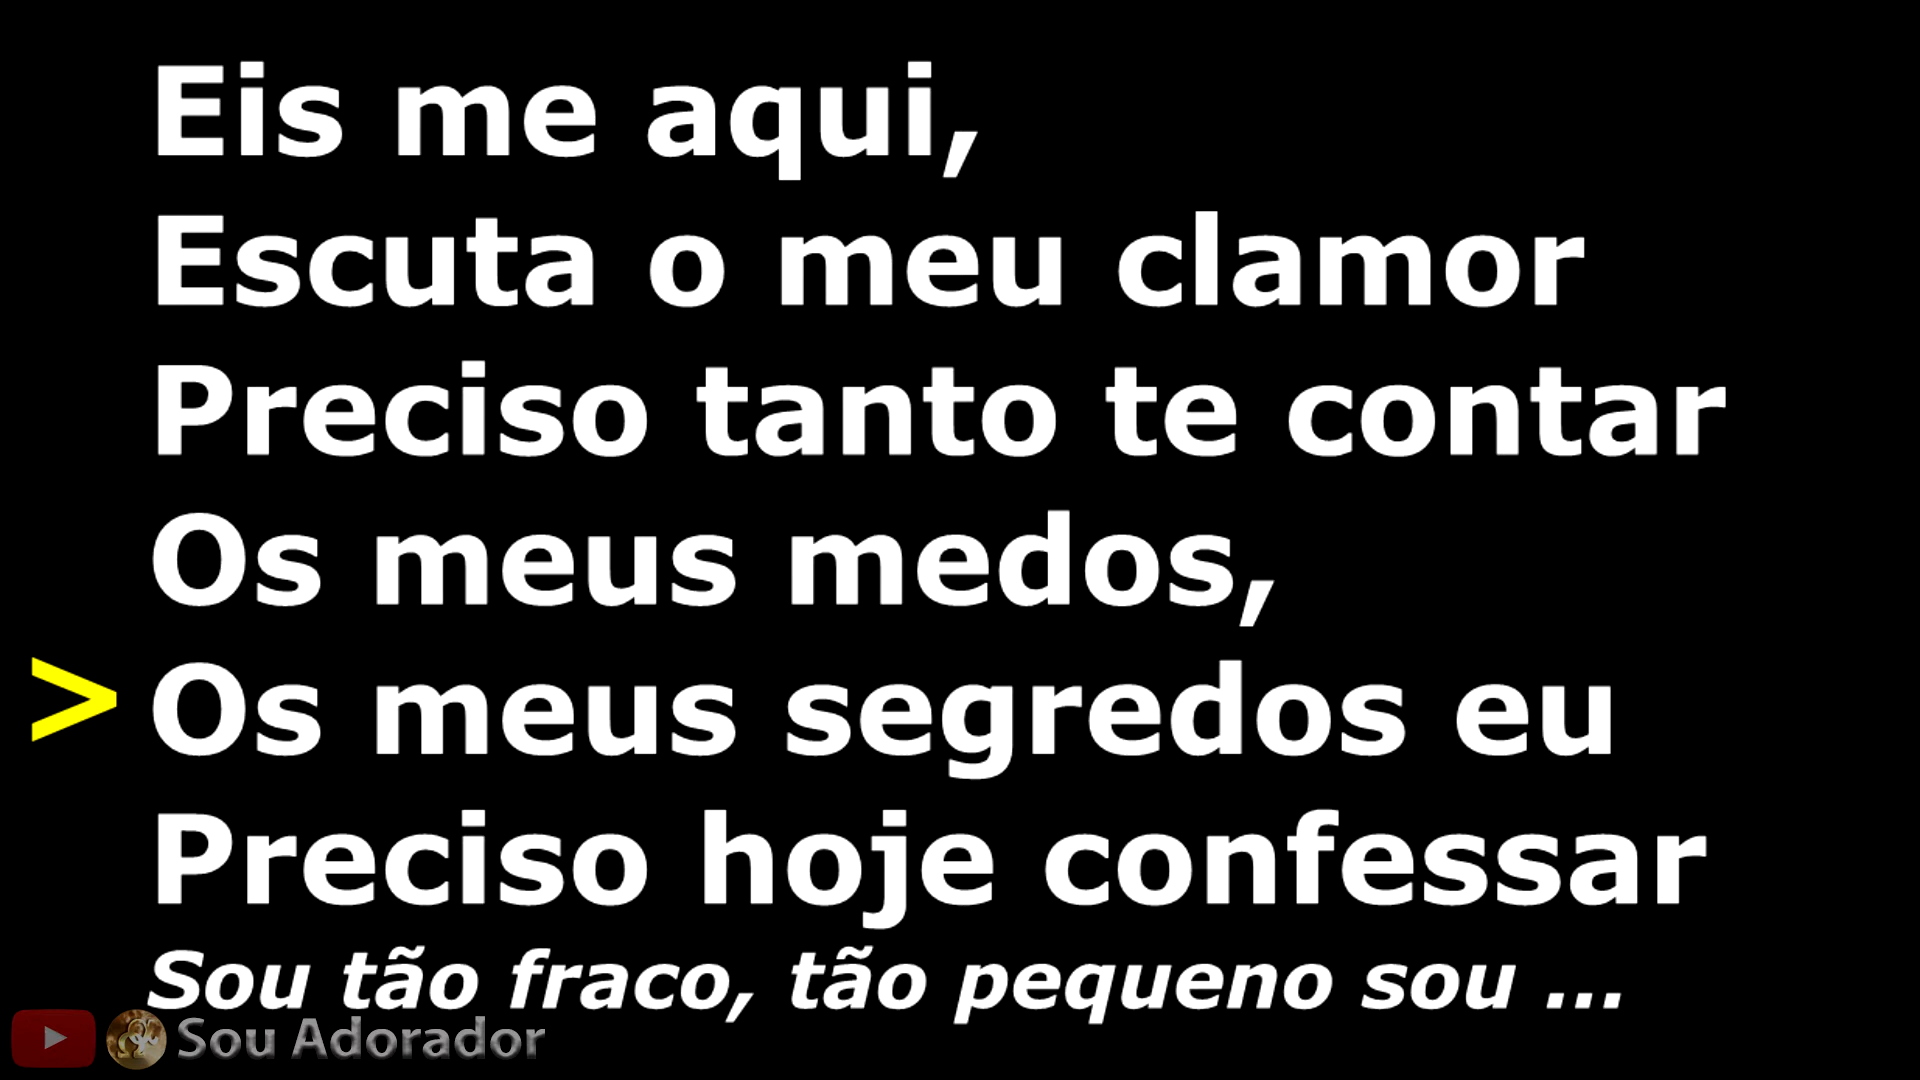 Eis me aqui,
Escuta o meu clamor
Preciso tanto te contar
Os meus medos,
> Os meus segredos eu
Preciso hoje confessar
Sou tão fraco, tão pequeno sou ...
Sou Adorador